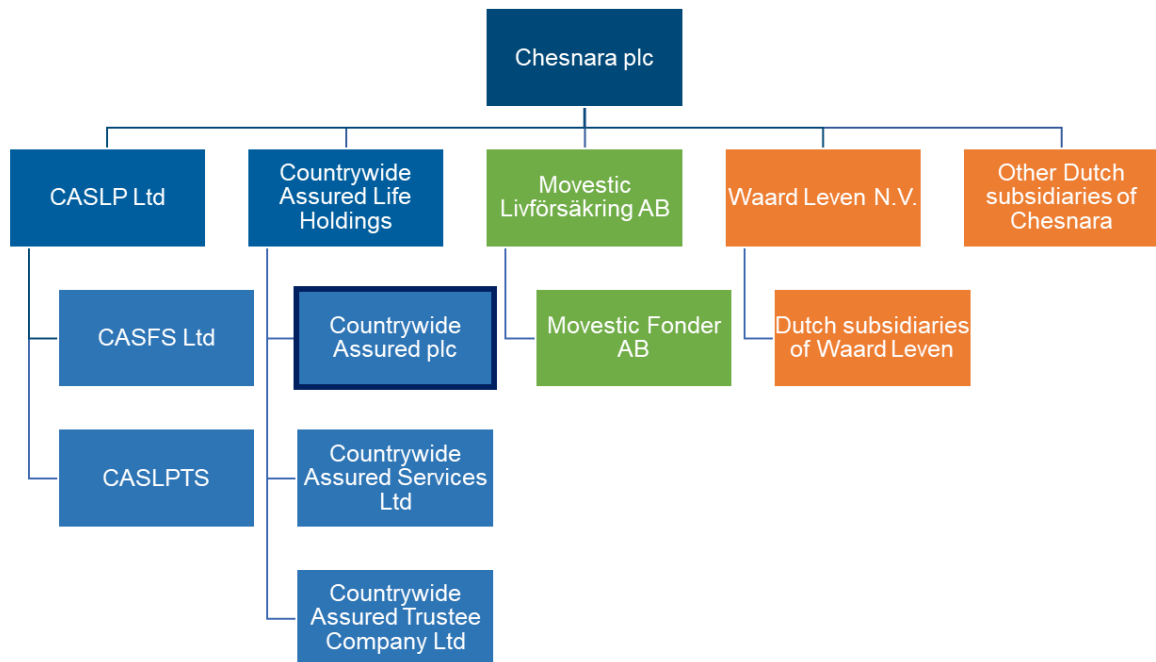 Chesnara plc
CASLP Ltd
Countrywide
Assured Life
Holdings
Movestic
Livförsäkring AB
Waard Leven N.V.
Other Dutch
subsidiaries of
Chesnara
CASFS Ltd
Countrywide
Assured plc
Movestic Fonder
AB
Dutch subsidiaries
of Waard Leven
CASLPTS
Countrywide
Assured Services
Ltd
Countrywide
Assured Trustee
Company Ltd